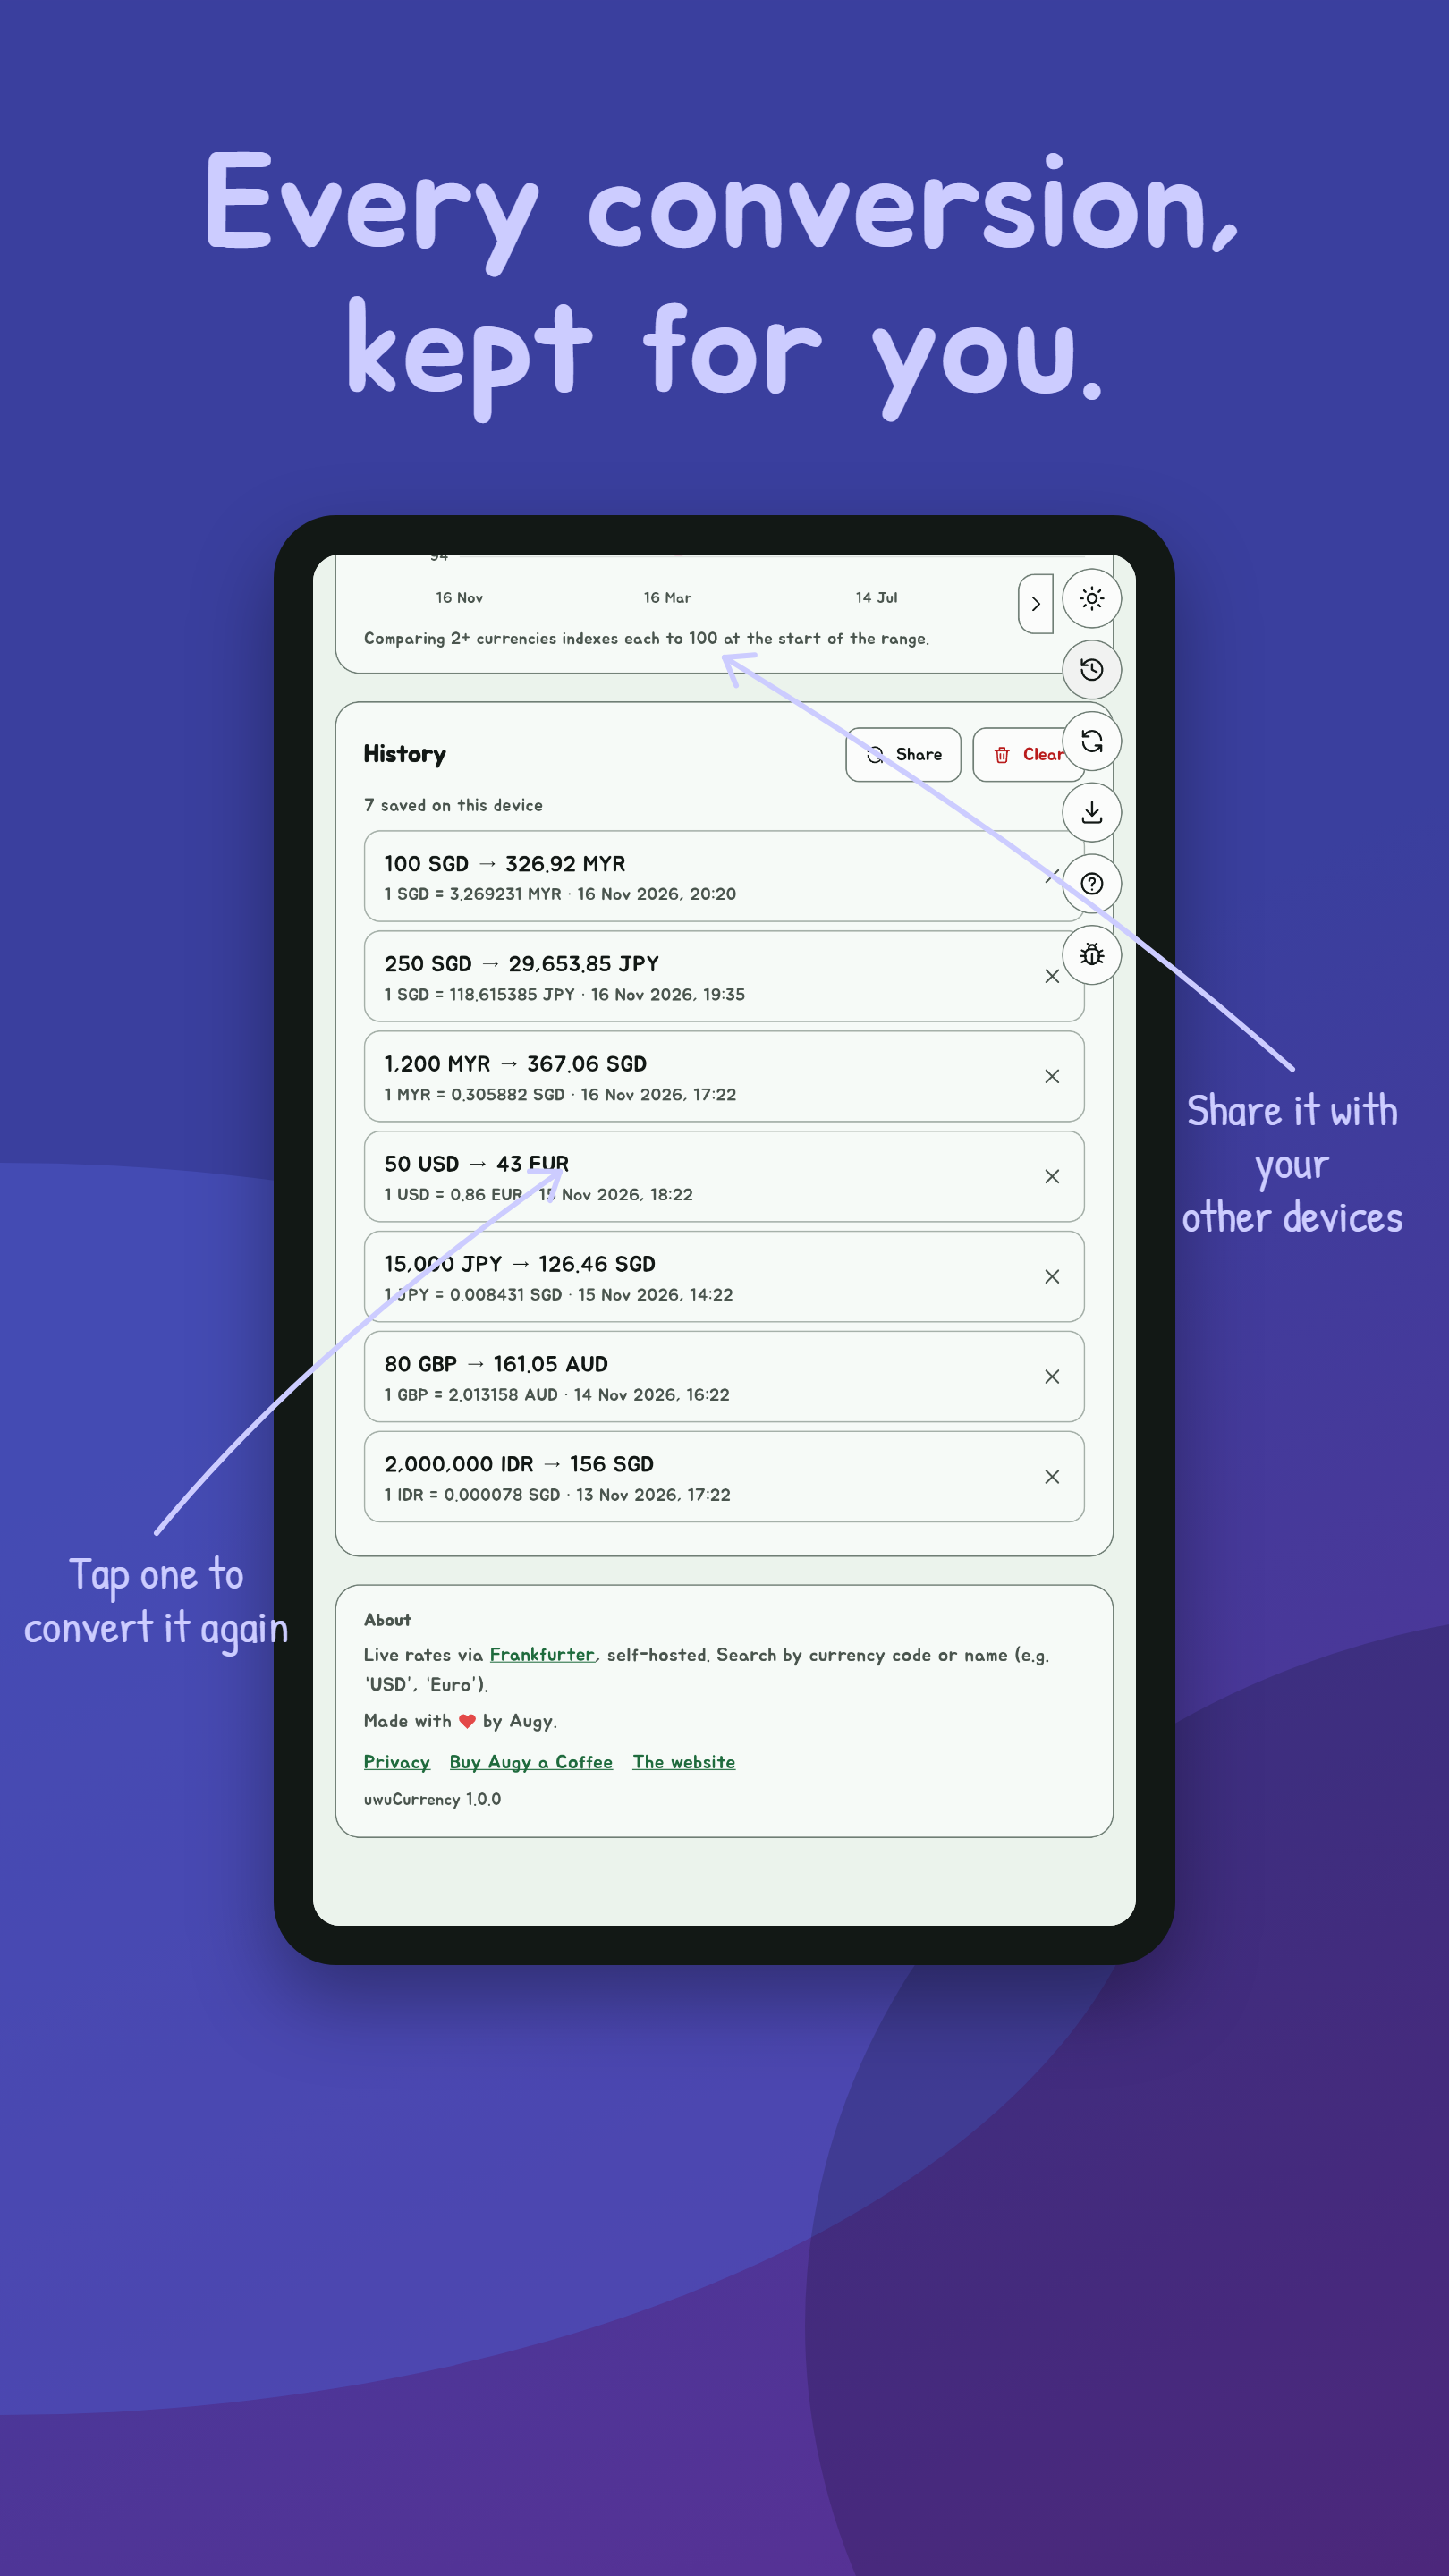 Every conversion,
kept for you.
94
16 Nov 16 Mar 14 Jul
Comparing 2+ currencies indexes each to 100 at the start of the range.
History
Share
Clear
7 saved on this device
100 SGD → 326.92 MYR
1 SGD = 3.269231 MYR · 16 Nov 2026, 20:20
250 SGD → 29,653.85 JPY
1 SGD = 118.615385 JPY · 16 Nov 2026, 19:35
1,200 MYR → 367.06 SGD
1 MYR = 0.305882 SGD · 16 Nov 2026, 17:22
50 USD → 43 EUR
1 USD = 0.86 EUR · 15 Nov 2026, 18:22
15,000 JPY → 126.46 SGD
1 JPY = 0.008431 SGD · 15 Nov 2026, 14:22
80 GBP → 161.05 AUD
1 GBP = 2.013158 AUD · 14 Nov 2026, 16:22
2,000,000 IDR → 156 SGD
1 IDR = 0.000078 SGD · 13 Nov 2026, 17:22
Share it with
your
other devices
Tap one to
convert it again
About
Live rates via Frankfurter, self-hosted. Search by currency code or name (e.g.
'USD', 'Euro').
Made with ❤ by Augy.
Privacy Buy Augy a Coffee The website
uwuCurrency 1.0.0